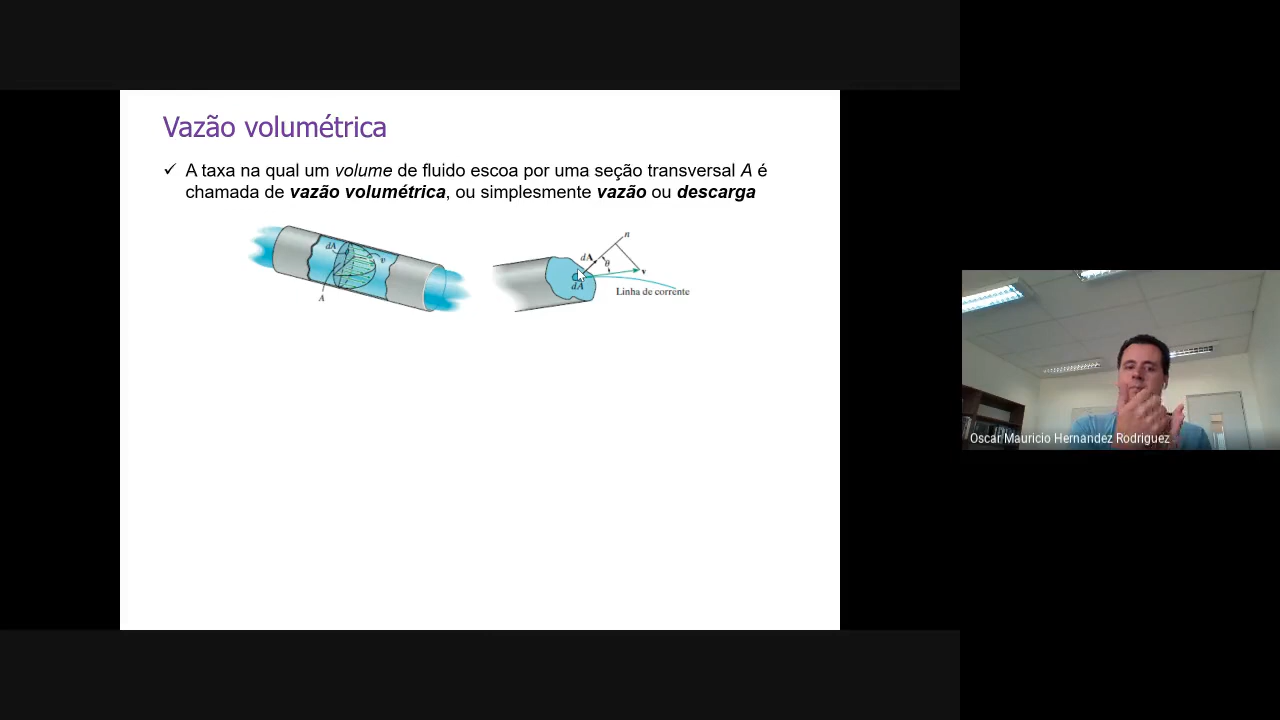 Vazão volumétrica
✓ A taxa na qual um volume de fluido escoa por uma seção transversal A é
chamada de vazão volumétrica, ou simplesmente vazão ou descarga
dA
v
A
n
dA
θ
v
dA
Linha de corrente
Oscar Mauricio Hernandez Rodriguez